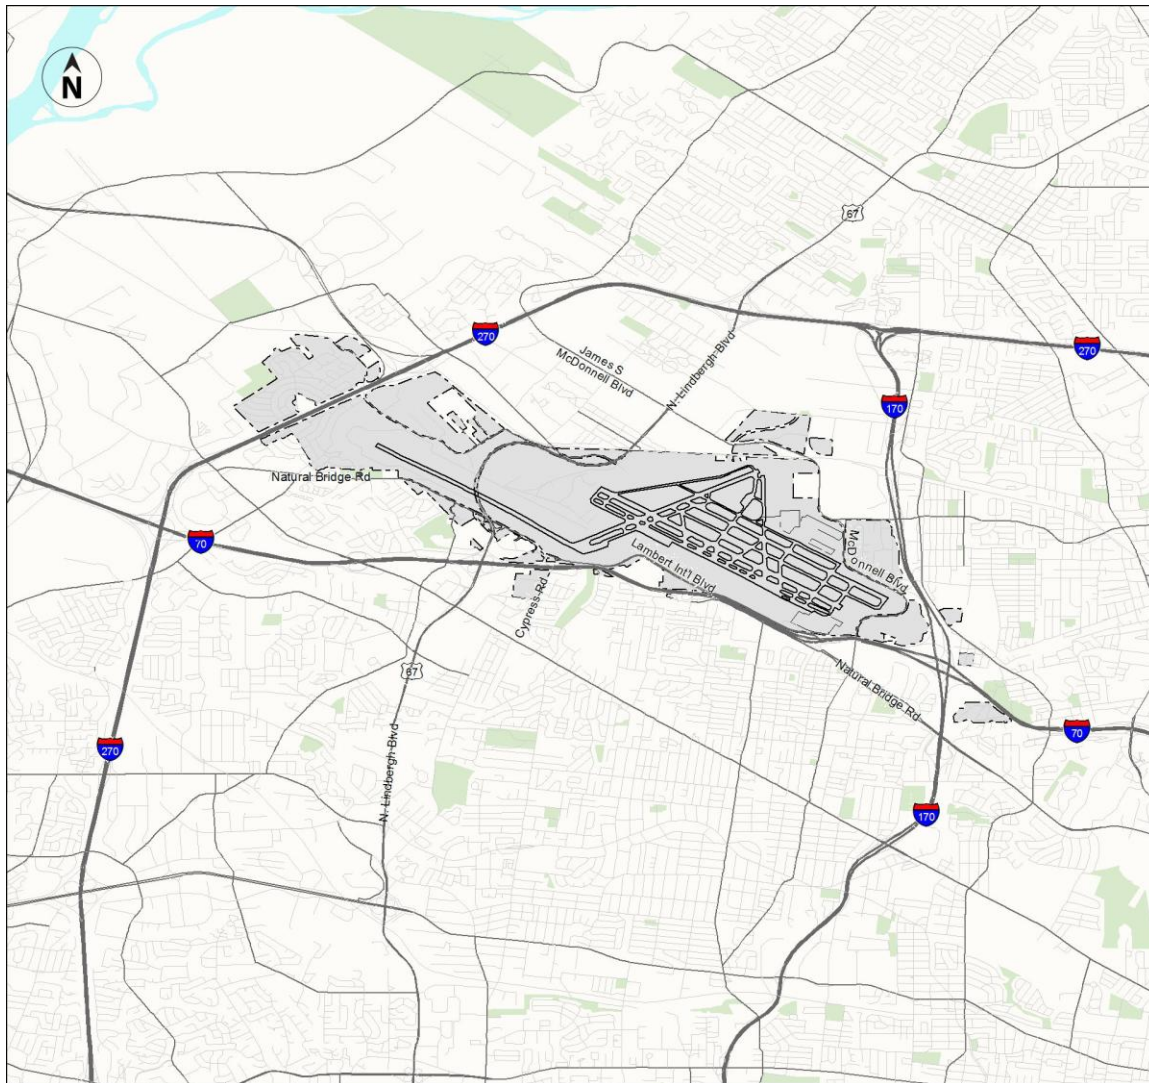 N
67
270
James S
McDonnell Blvd
N. Lindbergh Blvd
270
170
Natural Bridge Rd
70
McDonnell Blvd
Lambert Int'l Blvd
Cypress Rd
67
Natural Bridge Rd
270
N. Lindbergh Blvd
70
170